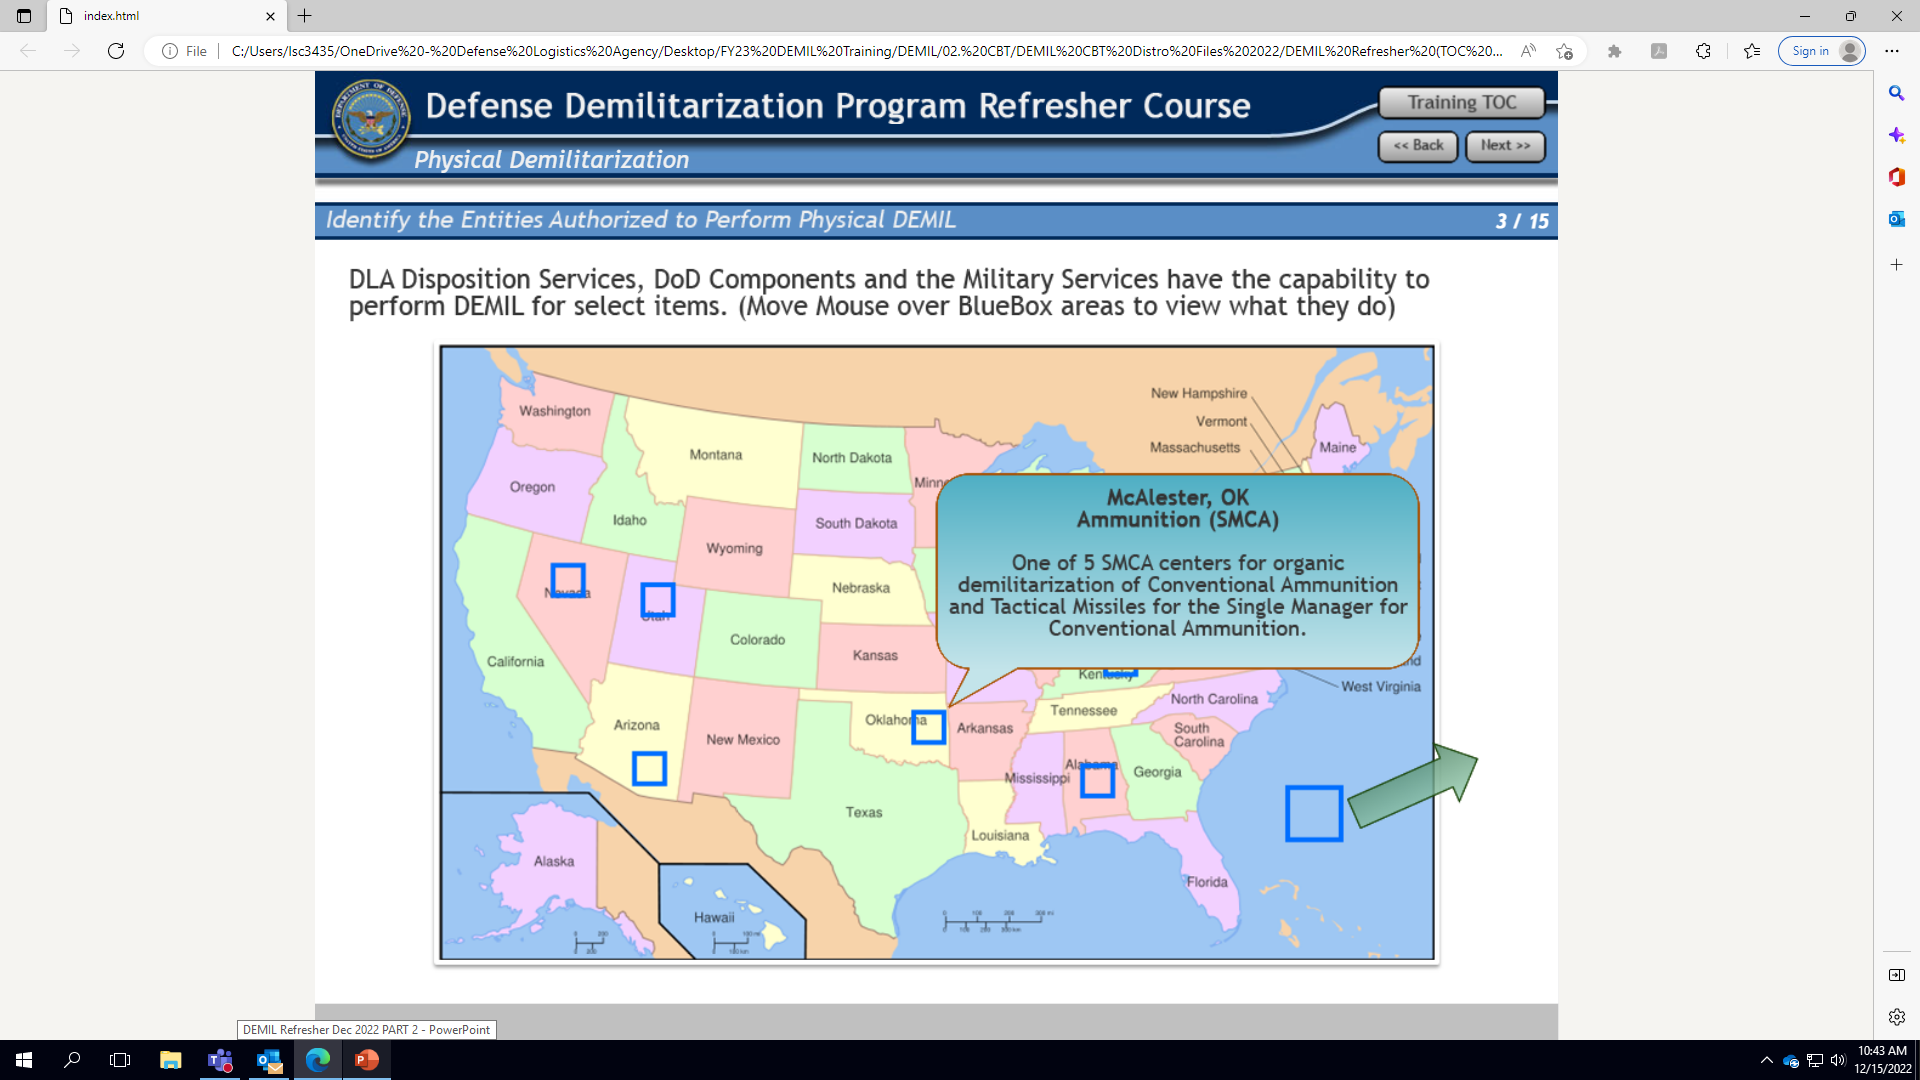 index.html
File
C:/Users/lsc3435/OneDrive%20-%20Defense%20Logistics%20Agency/Desktop/FY23%20DEMIL%20Training/DEMIL/02.%20CBT/DEMIL%20CBT%20Distro%20Files%202022/DEMIL%20Refresher%20(TOC%20...
Sign in
Defense Demilitarization Program Refresher Course
Training TOC
<< Back
Next >>
Physical Demilitarization
Identify the Entities Authorized to Perform Physical DEMIL
3 / 15
DLA Disposition Services, DoD Components and the Military Services have the capability to
perform DEMIL for select items. (Move Mouse over BlueBox areas to view what they do)
New Hampshire
Vermont
Massachusetts
Maine
Washington
Montana
North Dakota
Minn
Oregon
Idaho
South Dakota
Wyoming
Nebraska
Nevada
Utah
Colorado
California
Kansas
McAlester, OK
Ammunition (SMCA)
One of 5 SMCA centers for organic
demilitarization of Conventional Ammunition
and Tactical Missiles for the Single Manager for
Conventional Ammunition.
nd
Kentucky
West Virginia
North Carolina
Tennessee
Oklahoma
Arkansas
South
Carolina
Arizona
New Mexico
Alabama
Georgia
Mississippi
Texas
Louisiana
Alaska
Florida
Hawaii
DEMIL Refresher Dec 2022 PART 2 - PowerPoint
10:43 AM
12/15/2022